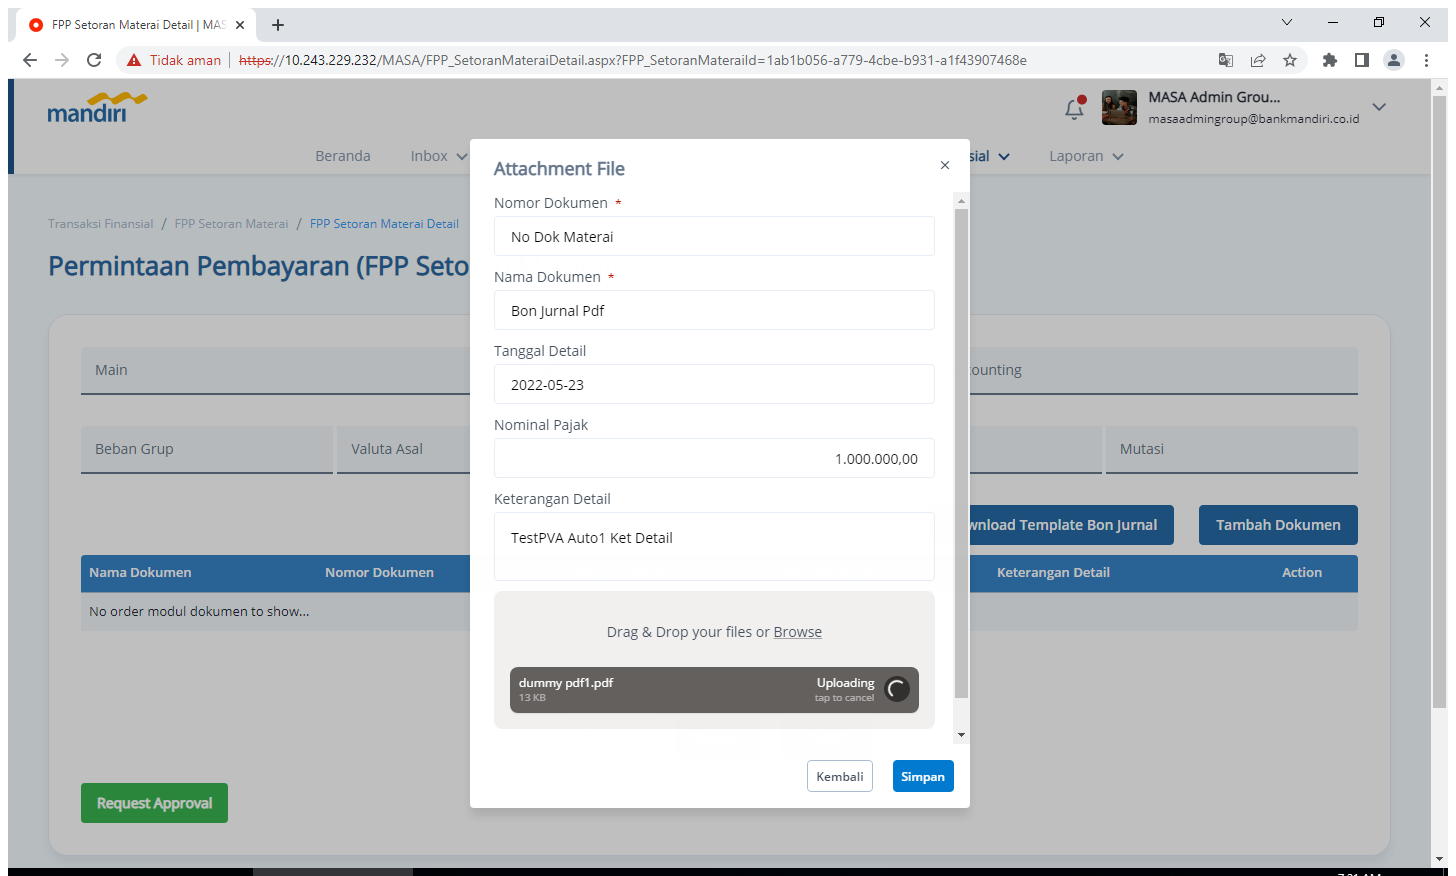 FPP Setoran Materai Detail | MAS
Tidak aman
https://10.243.229.232/MASA/FPP_SetoranMateraiDetail.aspx?FPP_SetoranMateraiId=1ab1b056-a779-4cbe-b931-a1f43907468e
mandiri
MASA Admin Grou...
masaadmingroup@bankmandiri.co.id
Beranda
Inbox
sial
Laporan
Transaksi Finansial / FPP Setoran Materai / FPP Setoran Materai Detail
Permintaan Pembayaran (FPP Seto
Main
ounting
Beban Grup
Valuta Asal
Mutasi
wnload Template Bon Jurnal
Tambah Dokumen
Nama Dokumen
Nomor Dokumen
Keterangan Detail
Action
No order modul dokumen to show...
Request Approval
Attachment File
Nomor Dokumen *
No Dok Materai
Nama Dokumen *
Bon Jurnal Pdf
Tanggal Detail
2022-05-23
Nominal Pajak
1.000.000,00
Keterangan Detail
TestPVA Auto1 Ket Detail
Drag & Drop your files or Browse
dummy pdf1.pdf
13 KB
Uploading
tap to cancel
Kembali
Simpan